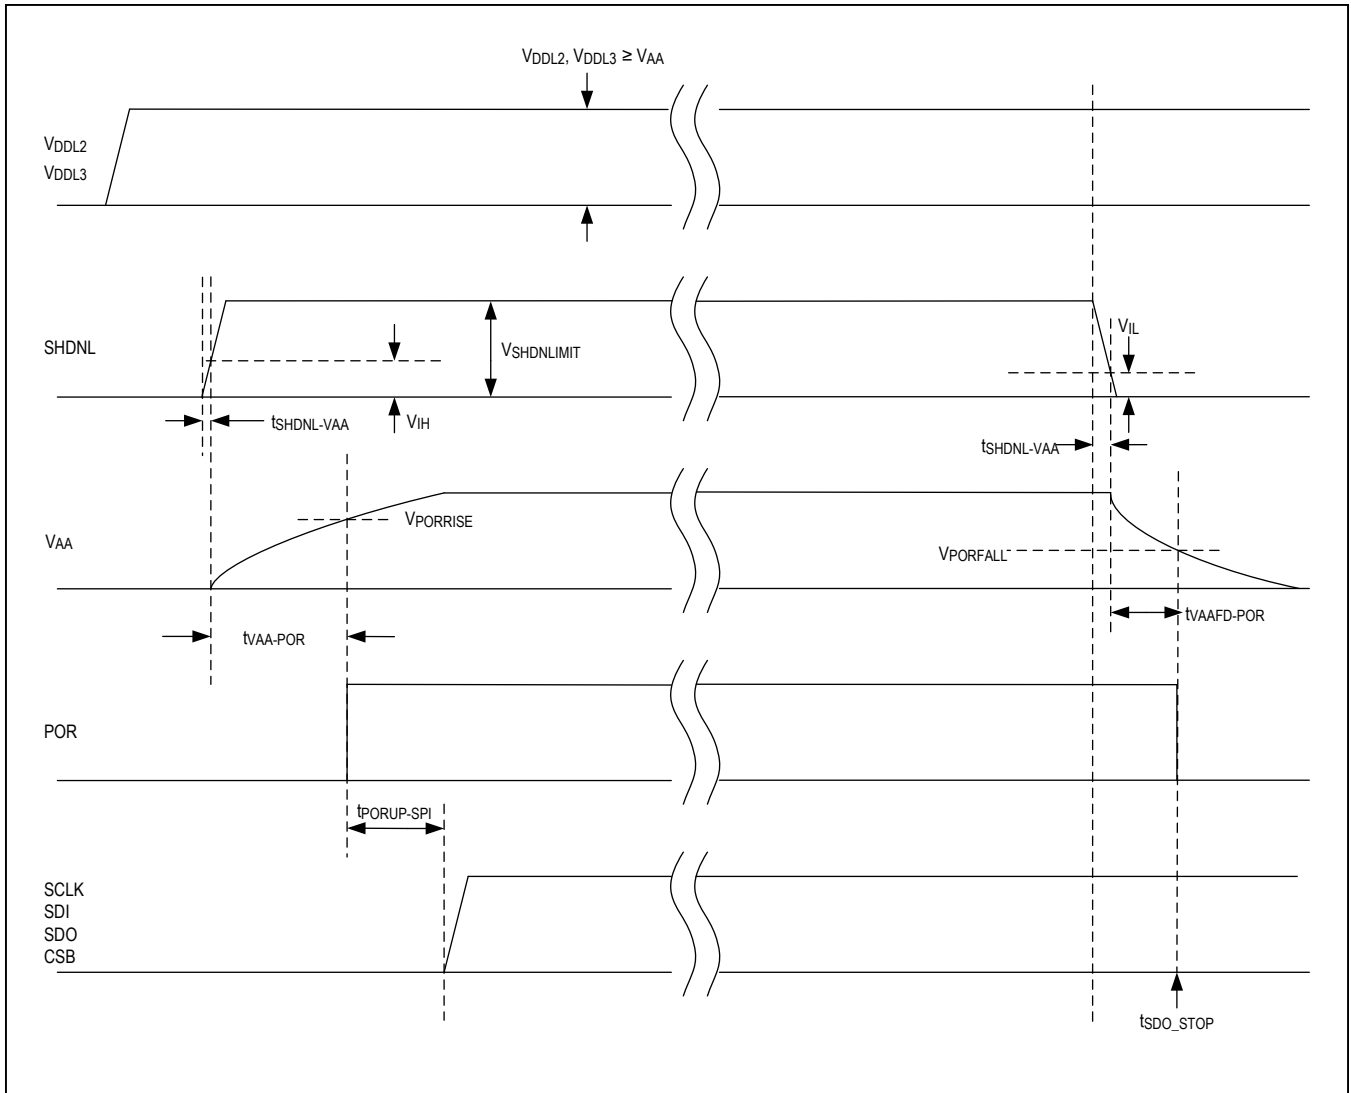 VDDL2, VDDL3 ≥ VAA
VDDL2
VDDL3
SHDNL
VSHDNLIMIT
VIL
tSHDNL-VAA
VIH
tSHDNL-VAA
VPORRISE
VAA
VPORFALL
tVAA-POR
tVAAFD-POR
POR
tPORUP-SPI
SCLK
SDI
SDO
CSB
tSDO_STOP